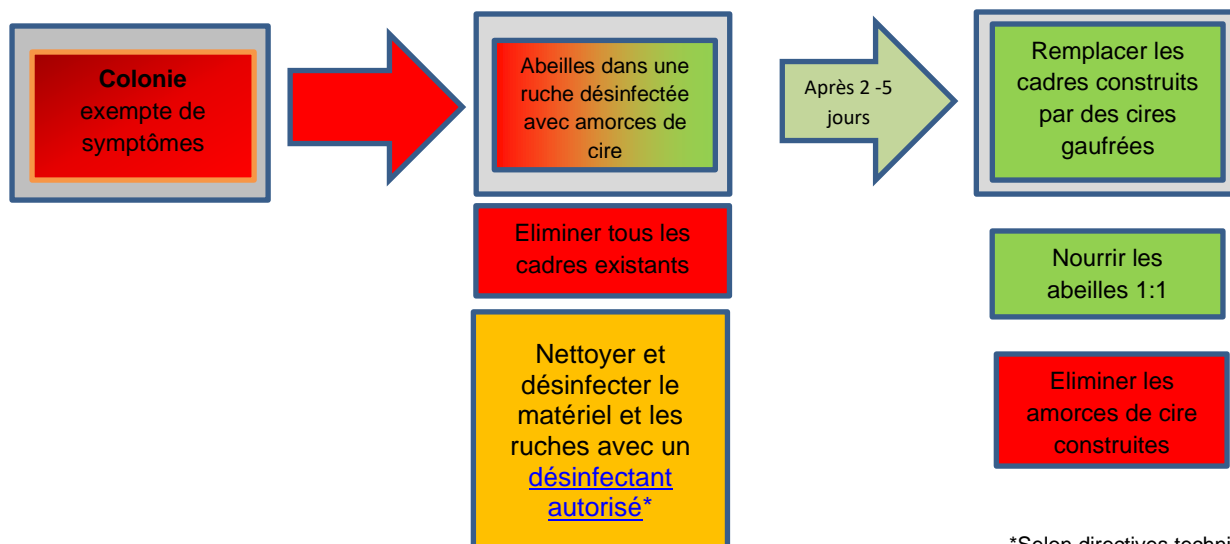 Colonie
exempte de
symptômes
Abeilles dans une
ruche désinfectée
avec amorces de
cire
Eliminer tous les
cadres existants
Nettoyer et
désinfecter le
matériel et les
ruches avec un
désinfectant
autorisé*
Après 2 -5
jours
Remplacer les
cadres construits
par des cires
gaufrées
Nourrir les
abeilles 1:1
Eliminer les
amorces de cire
construites
*Selon directives